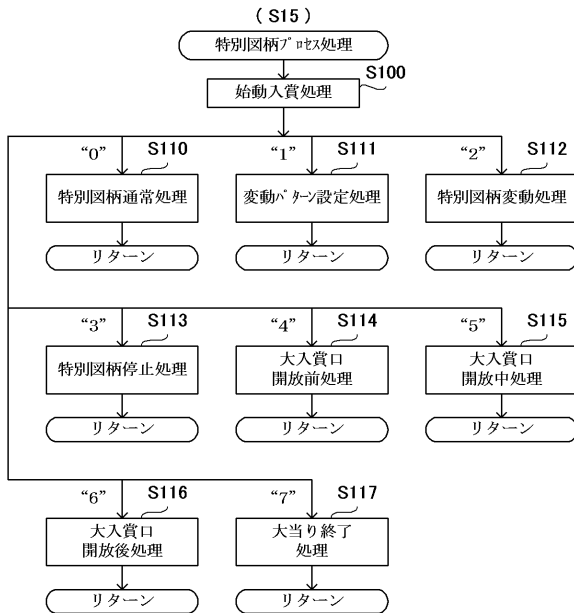 (S15)
特別図柄ﾌﾟﾛｾｽ処理
S100
始動入賞処理
“0”
S110
“1”
S111
“2”
S112
特別図柄通常処理
変動ﾊﾟﾀｰﾝ設定処理
特別図柄変動処理
リターン
リターン
リターン
“3”
S113
“4”
S114
“5”
S115
特別図柄停止処理
大入賞口
開放前処理
大入賞口
開放中処理
リターン
リターン
リターン
“6”
S116
“7”
S117
大入賞口
開放後処理
大当り終了
処理
リターン
リターン